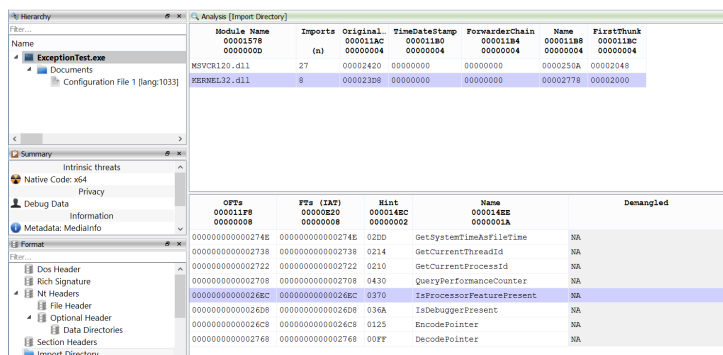 Hierarchy
Filter...
Name
ExceptionTest.exe
Documents
Configuration File 1 [lang:1033]
Summary
Intrinsic threats
Native Code: x64
Privacy
Debug Data
Information
Metadata: MediaInfo
Format
Filter...
Dos Header
Rich Signature
Nt Headers
File Header
Optional Header
Data Directories
Section Headers
Import Directory
Analysis [Import Directory]
Module Name Imports Original... TimeDateStamp ForwarderChain Name FirstThunk
00001578 000011AC 000011B0 000011B4 000011B8 000011BC
0000000D (n) 00000004 00000004 00000004 00000004 00000004
MSVCR120.dll 27 00002420 00000000 00000000 0000250A 00002048
KERNEL32.dll 8 000023D8 00000000 00000000 00002778 00002000
OFTs FTs (IAT) Hint Name Demangled
000011F8 00000E20 000014EC 000014EE
00000008 00000008 00000002 0000001A
000000000000274E 000000000000274E 02DD GetSystemTimeAsFileTime NA
0000000000002738 0000000000002738 0214 GetCurrentThreadId NA
0000000000002722 0000000000002722 0210 GetCurrentProcessId NA
0000000000002708 0000000000002708 0430 QueryPerformanceCounter NA
00000000000026EC 00000000000026EC 0370 IsProcessorFeaturePresent NA
00000000000026D8 00000000000026D8 036A IsDebuggerPresent NA
00000000000026C8 00000000000026C8 0125 EncodePointer NA
0000000000002768 0000000000002768 00FF DecodePointer NA